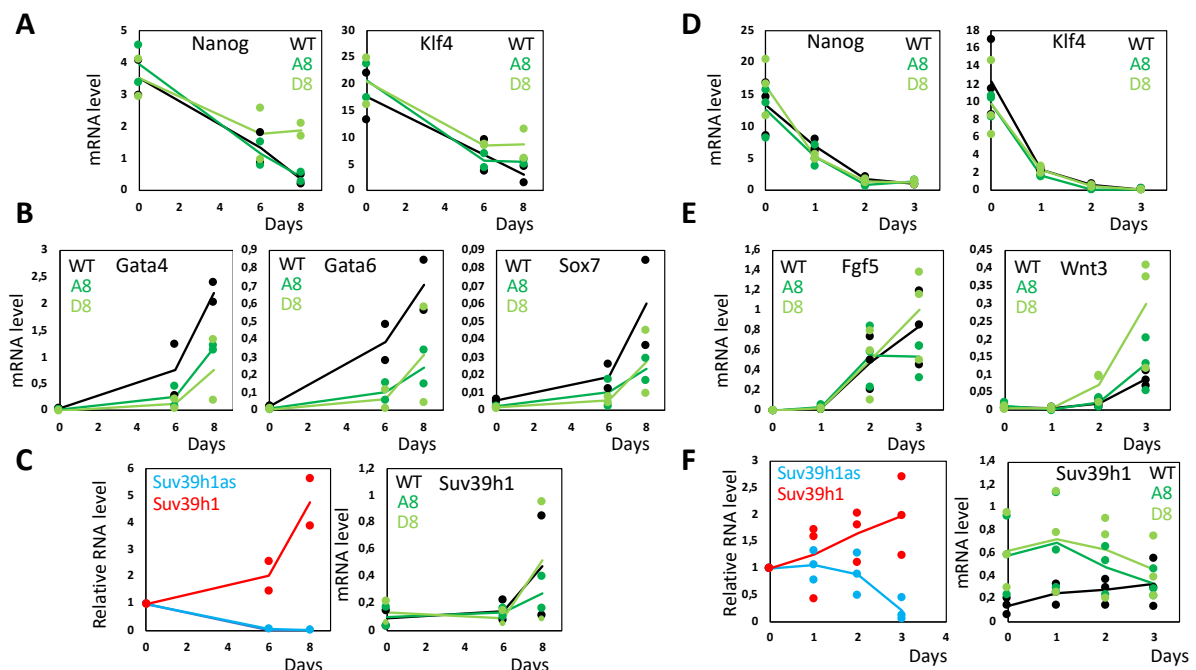 A
Nanog
WT
A8
D8
mRNA level
5
4
3
2
1
0
0 2 4 6 8
Days
Klf4
WT
A8
D8
30
25
20
15
10
5
0
0 2 4 6 8
Days
D
Nanog
WT
A8
D8
mRNA level
25
20
15
10
5
0
0 1 2 3
Days
Klf4
WT
A8
D8
18
16
14
12
10
8
6
4
2
0
0 1 2 3
Days
B
WT
Gata4
A8
D8
mRNA level
3
2,5
2
1,5
1
0,5
0
0 2 4 6 8
Days
WT
Gata6
A8
D8
0,9
0,8
0,7
0,6
0,5
0,4
0,3
0,2
0,1
0
0 2 4 6 8
Days
WT
Sox7
A8
D8
0,09
0,08
0,07
0,06
0,05
0,04
0,03
0,02
0,01
0
0 2 4 6 8
Days
E
WT
Fgf5
A8
D8
mRNA level
1,6
1,4
1,2
1
0,8
0,6
0,4
0,2
0
0 1 2 3
Days
WT
Wnt3
A8
D8
0,45
0,4
0,35
0,3
0,25
0,2
0,15
0,1
0,05
0
0 1 2 3
Days
C
Suv39h1as
Suv39h1
Relative RNA level
6
5
4
3
2
1
0
0 2 4 6 8
Days
WT
Suv39h1
A8
D8
mRNA level
1,2
1
0,8
0,6
0,4
0,2
0
0 2 4 6 8
Days
F
Suv39h1as
Suv39h1
Relative RNA level
3
2,5
2
1,5
1
0,5
0
0 1 2 3 4
Days
Suv39h1
WT
A8
D8
mRNA level
1,4
1,2
1
0,8
0,6
0,4
0,2
0
0 1 2 3
Days